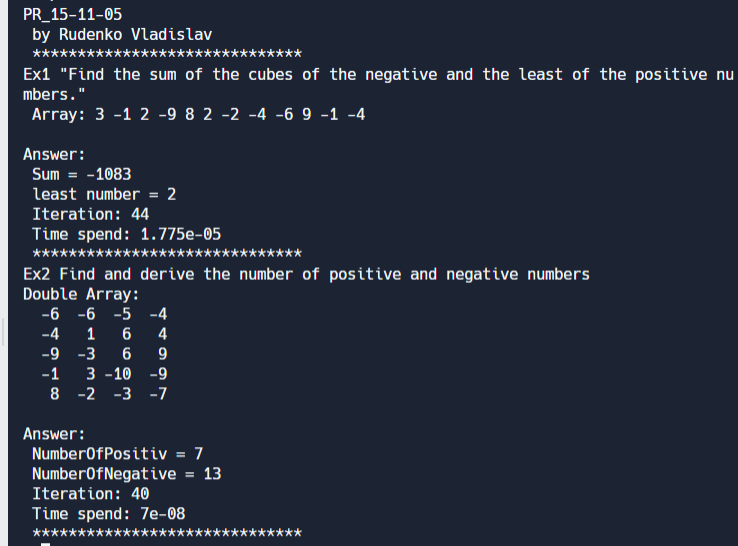 PR_15-11-05
by Rudenko Vladislav
******************************
Ex1 "Find the sum of the cubes of the negative and the least of the positive nu
mbers."
Array: 3 -1 2 -9 8 2 -2 -4 -6 9 -1 -4
Answer:
Sum = -1083
least number = 2
Iteration: 44
Time spend: 1.775e-05
******************************
Ex2 Find and derive the number of positive and negative numbers
Double Array:
-6 -6 -5 -4
-4 1 6 4
-9 -3 6 9
-1 3 -10 -9
8 -2 -3 -7
Answer:
NumberOfPositiv = 7
NumberOfNegative = 13
Iteration: 40
Time spend: 7e-08
******************************